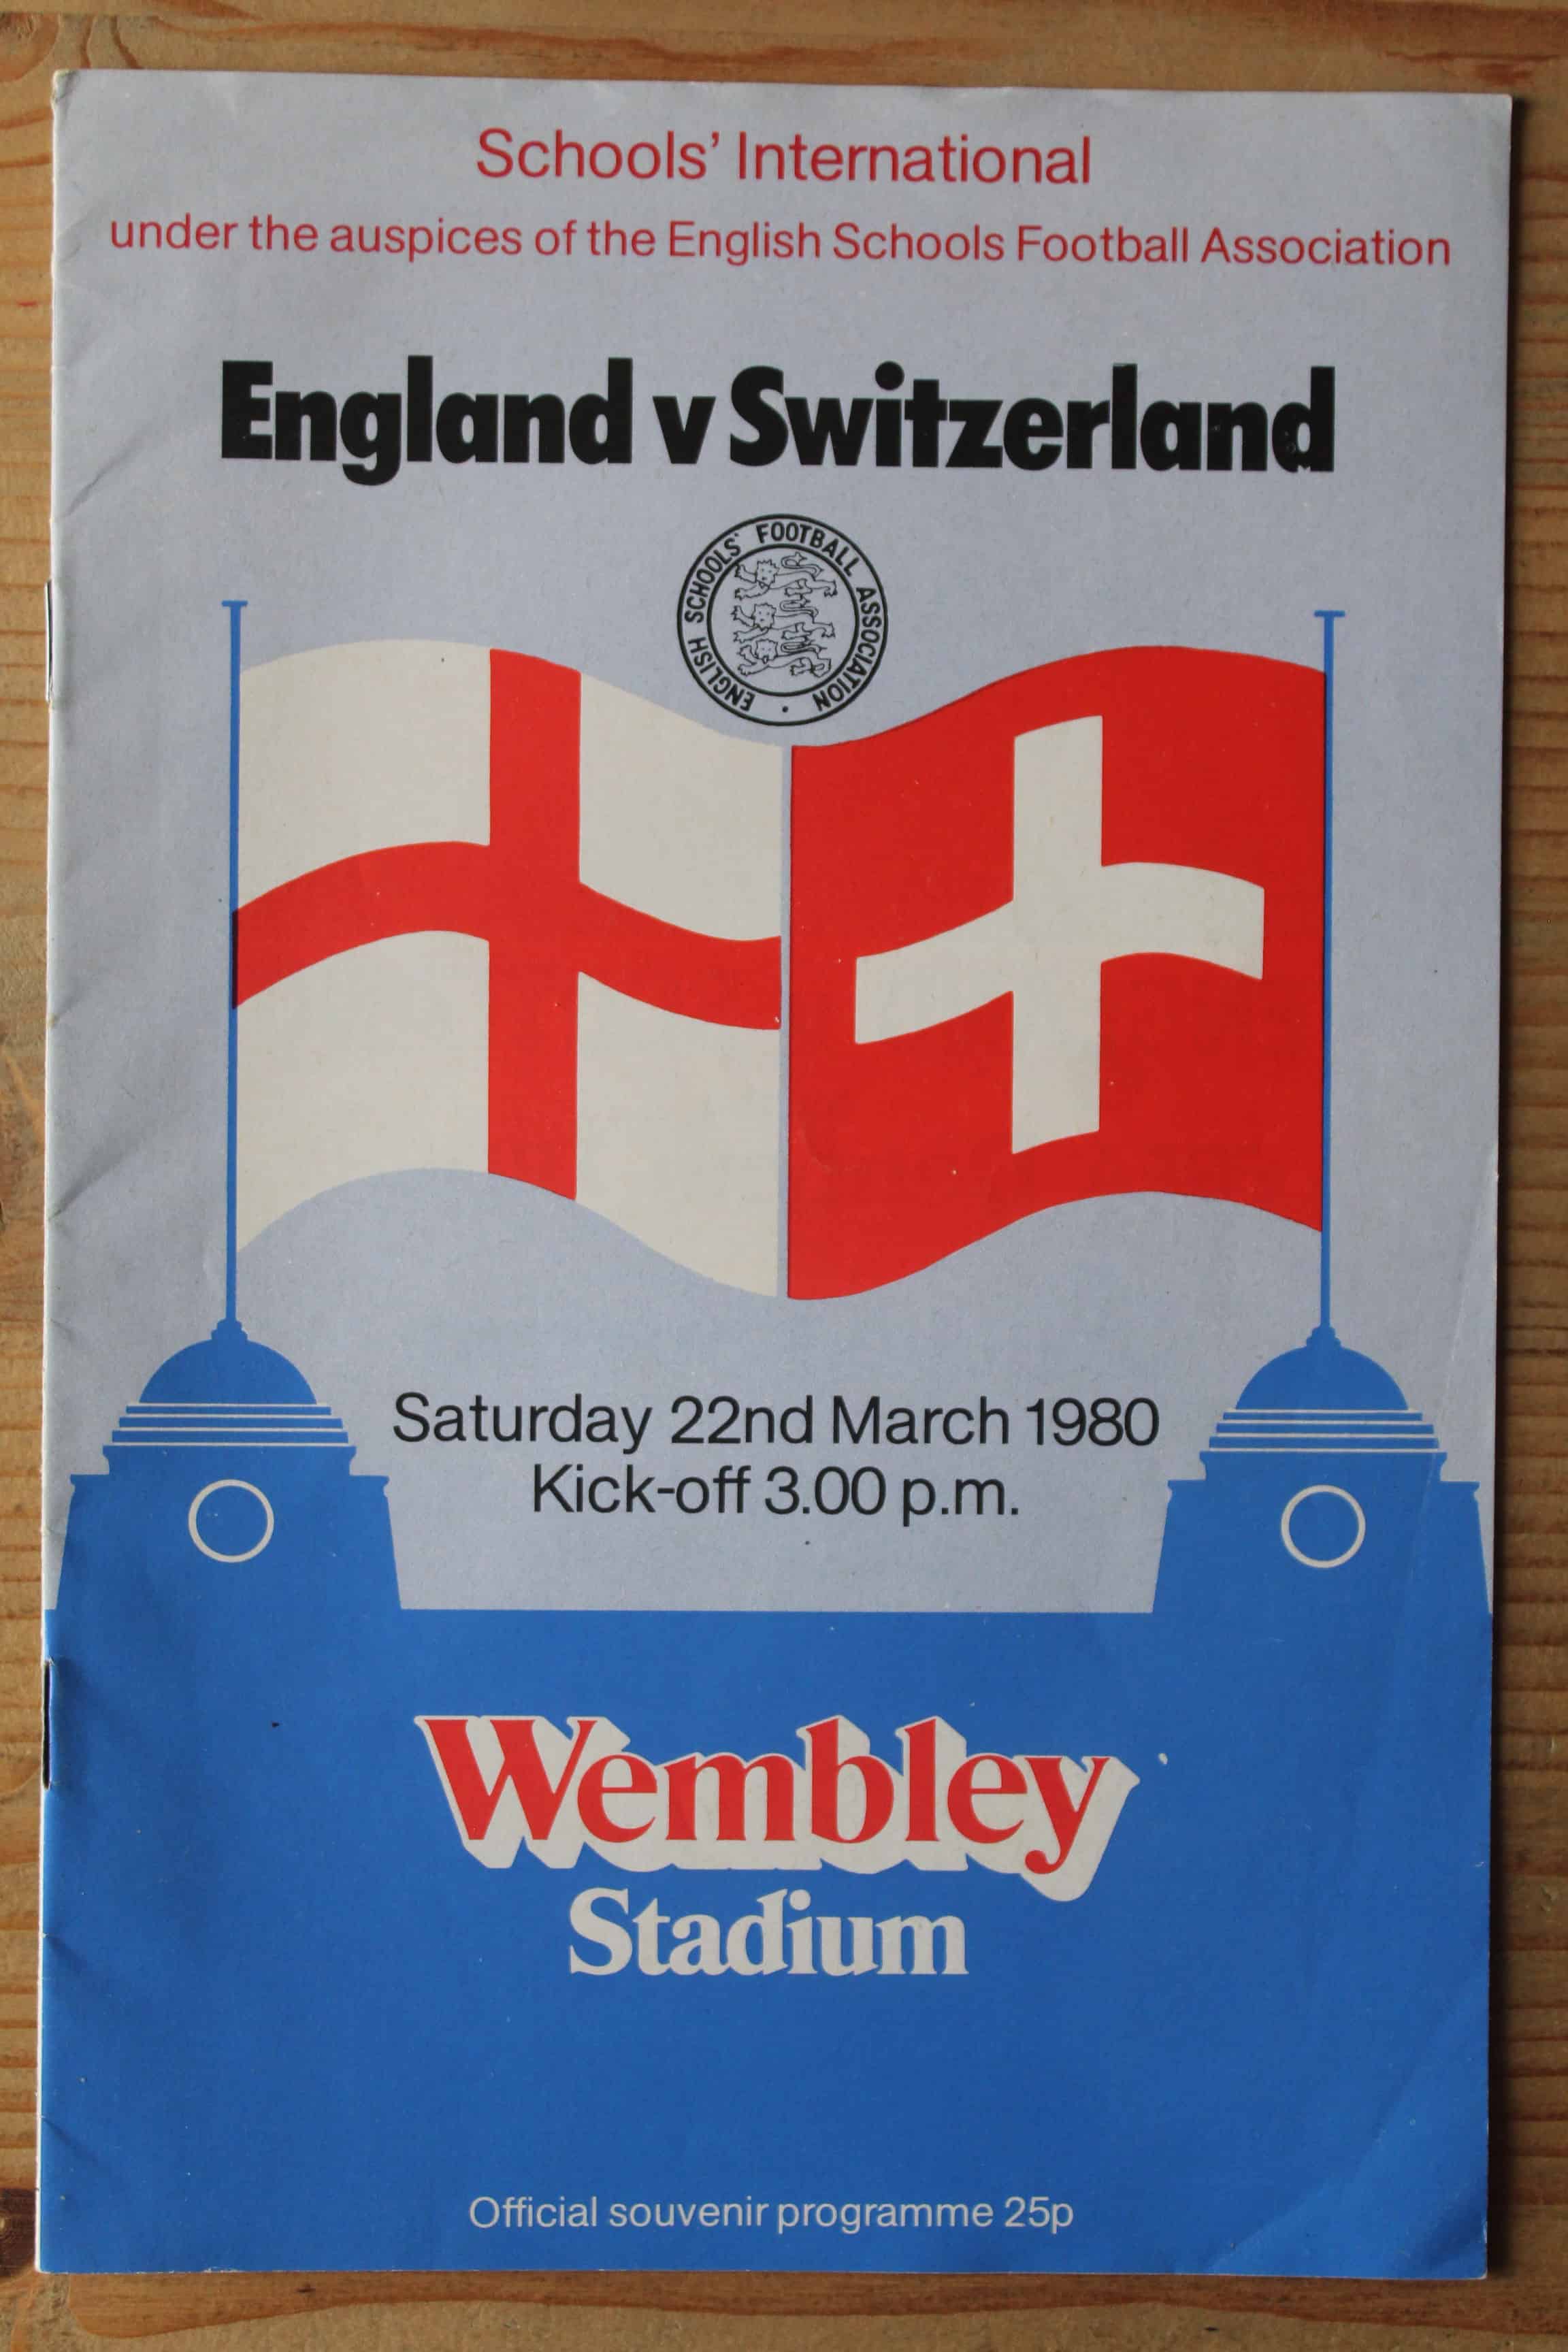 Schools' International
under the auspices of the English Schools Football Association
England v Switzerland
ENGLISH SCHOOLS' FOOTBALL ASSOCIATION ·
Saturday 22nd March 1980
Kick-off 3.00 p.m.
Wembley
Stadium
Official souvenir programme 25p